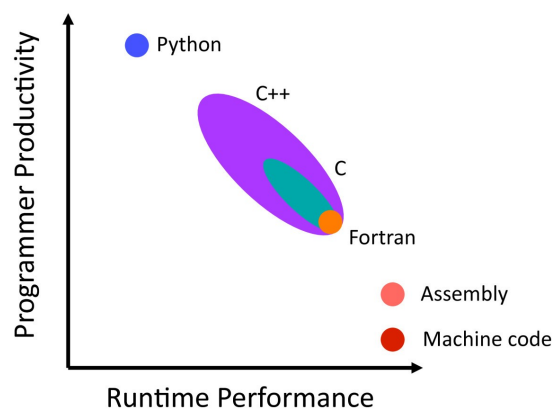 Programmer Productivity
Python
C++
C
Fortran
Assembly
Machine code
Runtime Performance